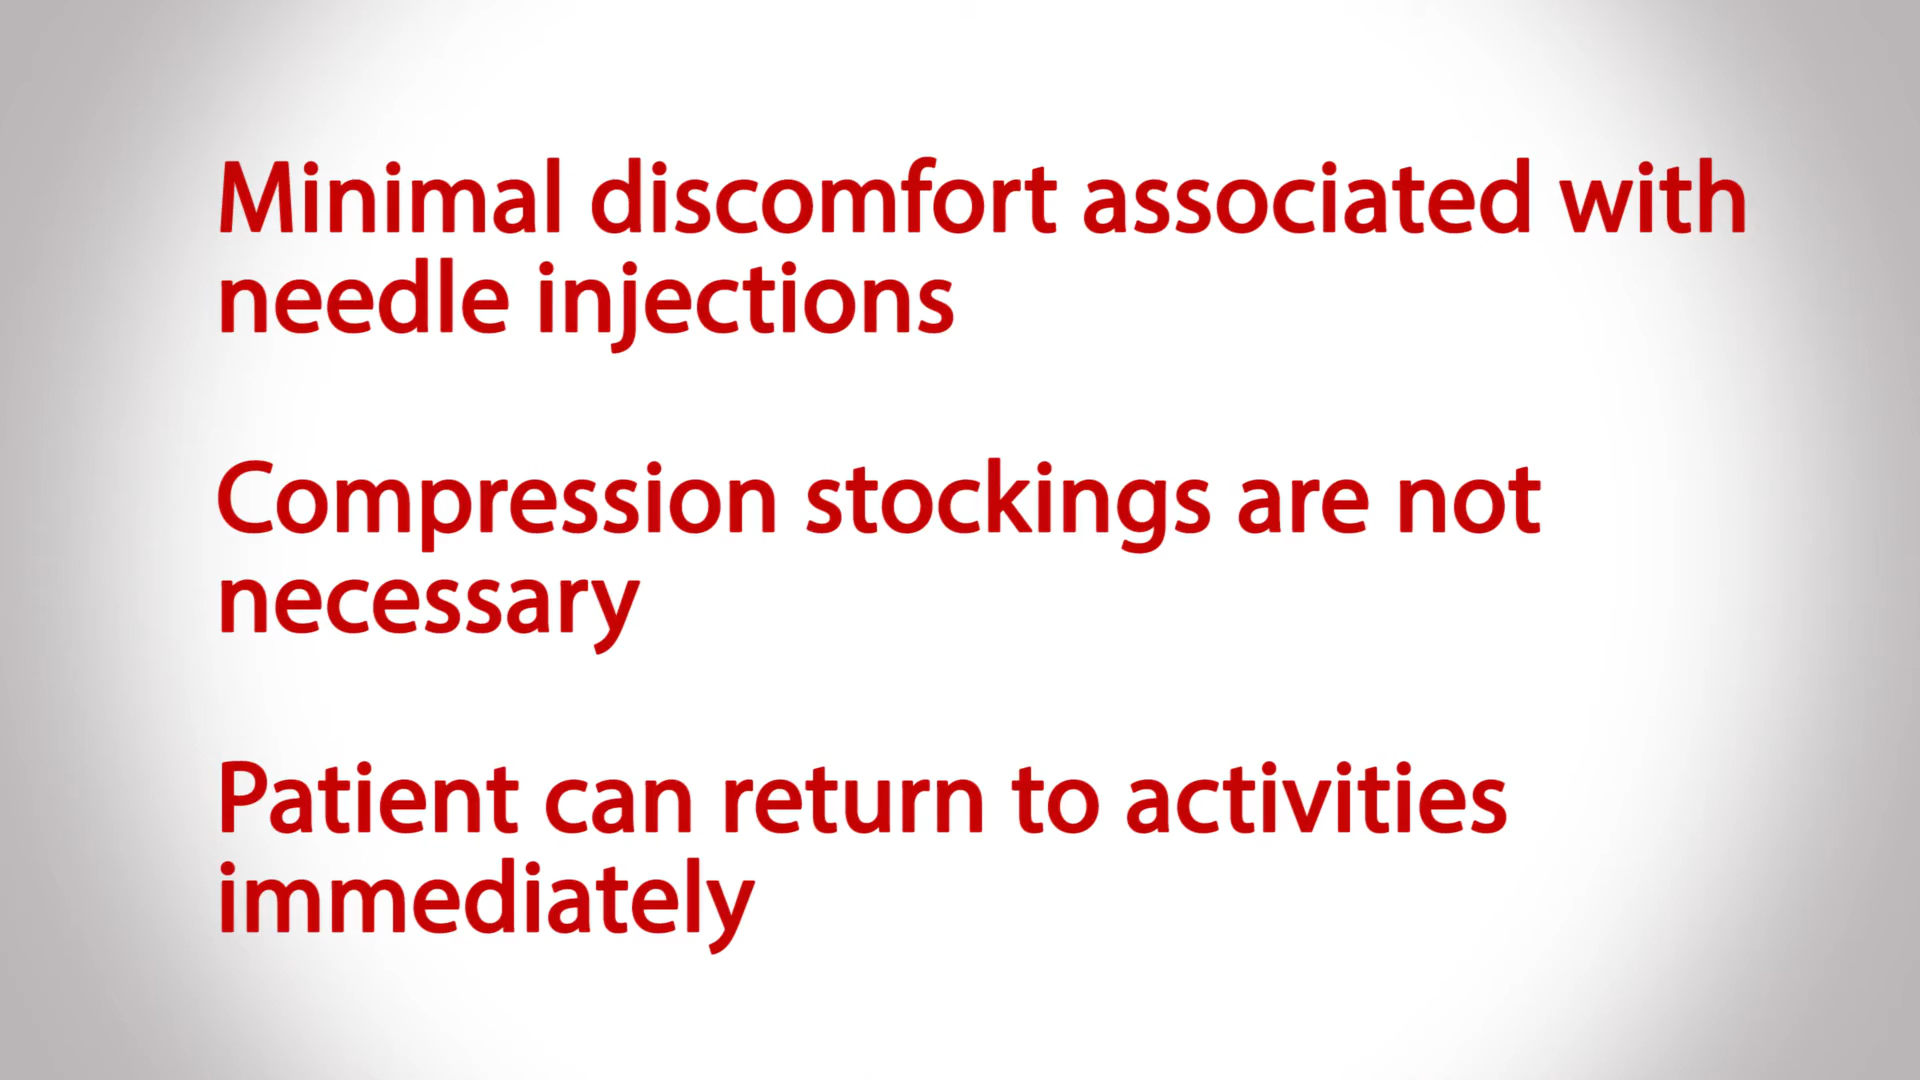 Minimal discomfort associated with
needle injections
Compression stockings are not
necessary
Patient can return to activities
immediately